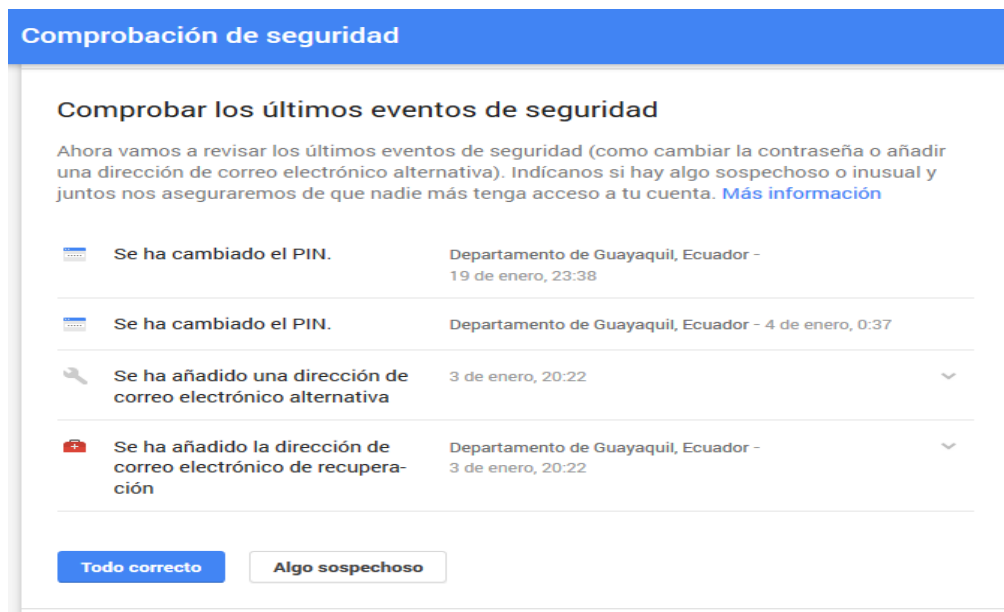 Comprobación de seguridad
Comprobar los últimos eventos de seguridad
Ahora vamos a revisar los últimos eventos de seguridad (como cambiar la contraseña o añadir
una dirección de correo electrónico alternativa). Indícanos si hay algo sospechoso o inusual y
juntos nos aseguraremos de que nadie más tenga acceso a tu cuenta. Más información
Se ha cambiado el PIN.
Departamento de Guayaquil, Ecuador -
19 de enero, 23:38
Se ha cambiado el PIN.
Departamento de Guayaquil, Ecuador - 4 de enero, 0:37
Se ha añadido una dirección de
correo electrónico alternativa
3 de enero, 20:22
Se ha añadido la dirección de
correo electrónico de recupera-
ción
Departamento de Guayaquil, Ecuador -
3 de enero, 20:22
Todo correcto
Algo sospechoso